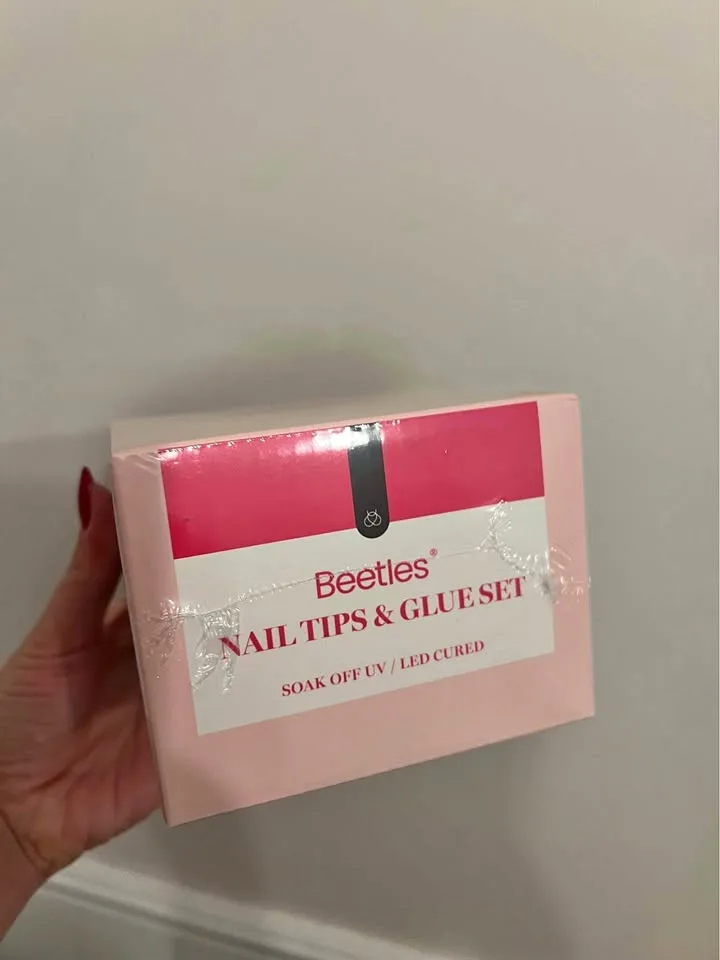 Beetles®
NAIL TIPS & GLUE SET
SOAK OFF UV / LED CURED